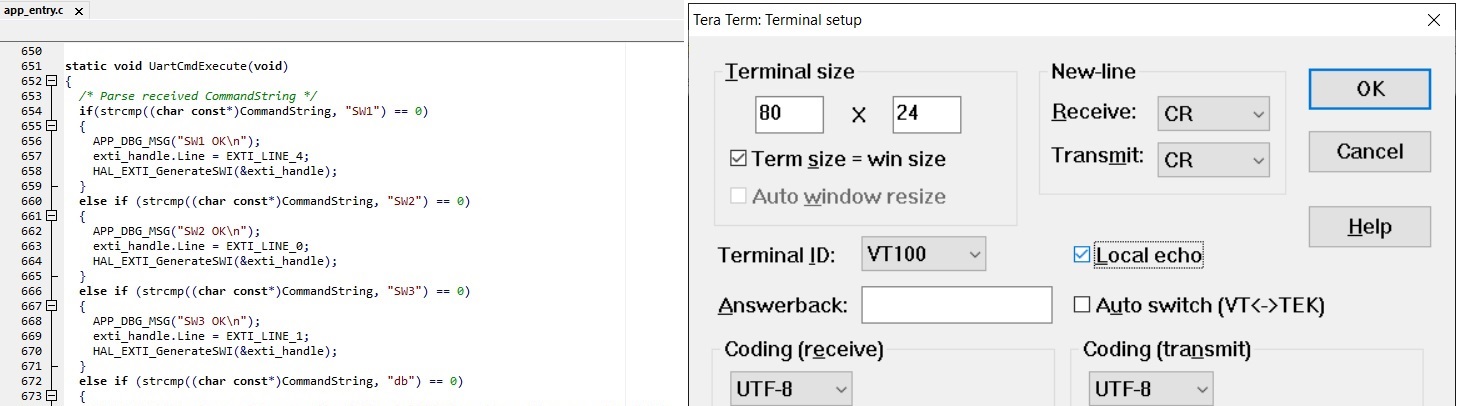 app_entry.c ×
650
651 static void UartCmdExecute(void)
652 {
653 /* Parse received CommandString */
654 if(strcmp((char const*)CommandString, "SW1") == 0)
655 {
656 APP_DBG_MSG("SW1 OK\n");
657 exti_handle.Line = EXTI_LINE_4;
658 HAL_EXTI_GenerateSWI(&exti_handle);
659 }
660 else if (strcmp((char const*)CommandString, "SW2") == 0)
661 {
662 APP_DBG_MSG("SW2 OK\n");
663 exti_handle.Line = EXTI_LINE_0;
664 HAL_EXTI_GenerateSWI(&exti_handle);
665 }
666 else if (strcmp((char const*)CommandString, "SW3") == 0)
667 {
668 APP_DBG_MSG("SW3 OK\n");
669 exti_handle.Line = EXTI_LINE_1;
670 HAL_EXTI_GenerateSWI(&exti_handle);
671 }
672 else if (strcmp((char const*)CommandString, "db") == 0)
673 {
Tera Term: Terminal setup
Terminal size
80 X 24
Term size = win size
Auto window resize
New-line
Receive: CR
Transmit: CR
OK
Cancel
Help
Terminal ID: VT100
Local echo
Answerback:
Auto switch (VT<->TEK)
Coding (receive)
UTF-8
Coding (transmit)
UTF-8